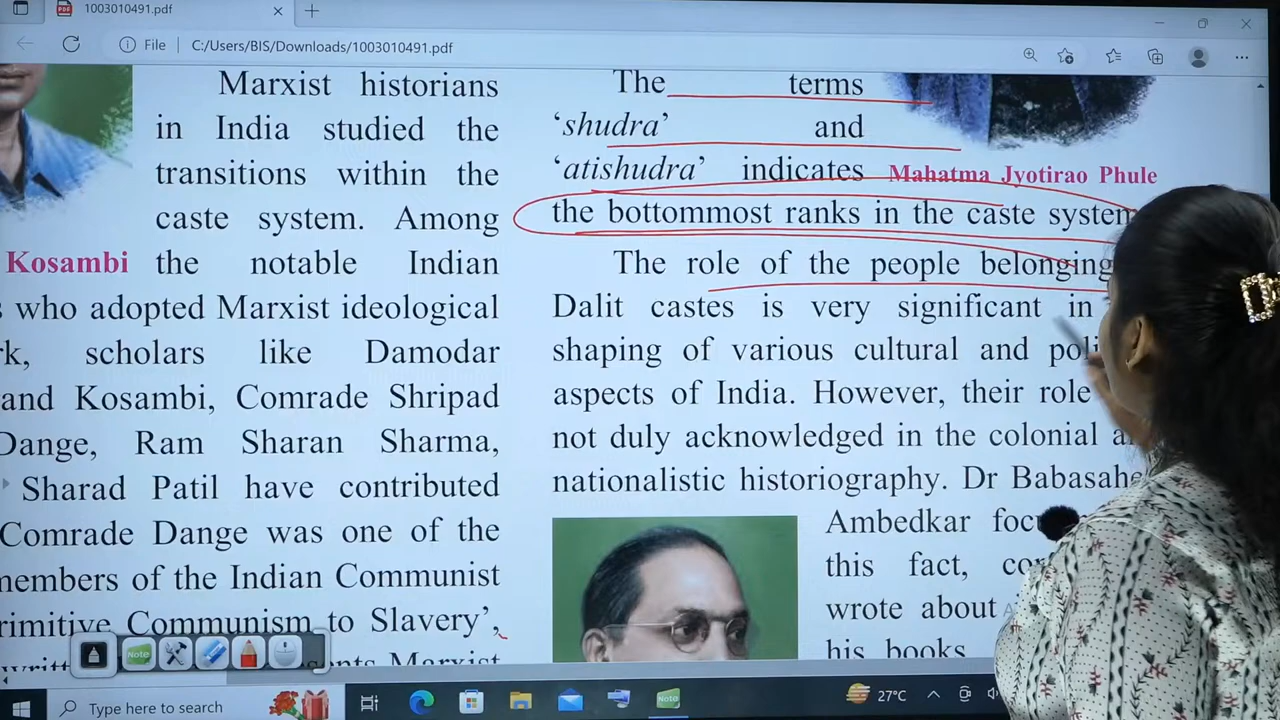 1003010491.pdf
File
C:/Users/BIS/Downloads/1003010491.pdf
Marxist historians
in India studied the
transitions within the
caste system. Among
Kosambi the notable Indian
who adopted Marxist ideological
scholars like Damodar
and Kosambi, Comrade Shripad
Dange, Ram Sharan Sharma,
Sharad Patil have contributed
Comrade Dange was one of the
members of the Indian Communist
Communism to Slavery’,
Marxist
The terms
‘shudra’ and
‘atishudra’ indicates
Mahatma Jyotirao Phule
the bottommost ranks in the caste system
The role of the people belonging
Dalit castes is very significant in
shaping of various cultural and
aspects of India. However, their role
not duly acknowledged in the colonial
nationalistic historiography. Dr
Ambedkar
this fact,
wrote about
his books
Note
Type here to search
Note
27°C